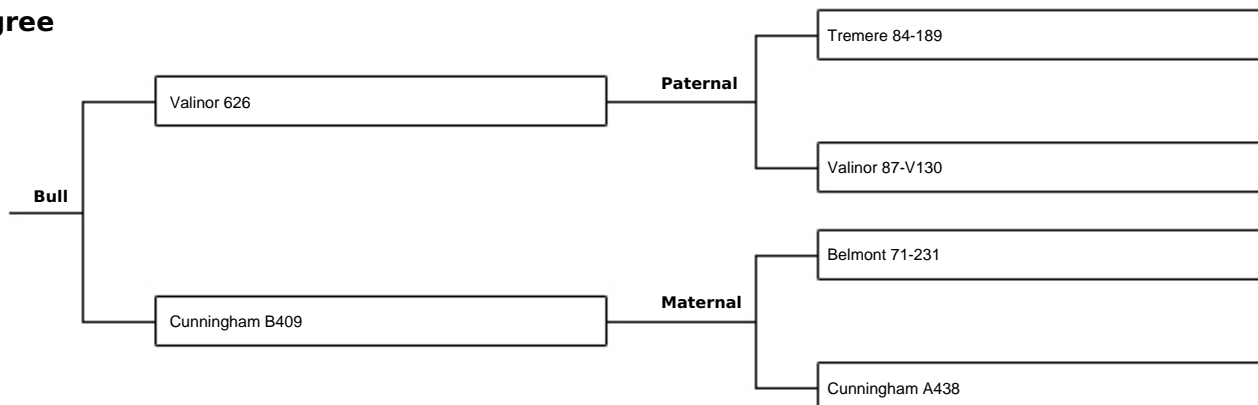 gree
Tremere 84-189
Paternal
Valinor 626
Valinor 87-V130
Bull
Belmont 71-231
Maternal
Cunningham B409
Cunningham A438